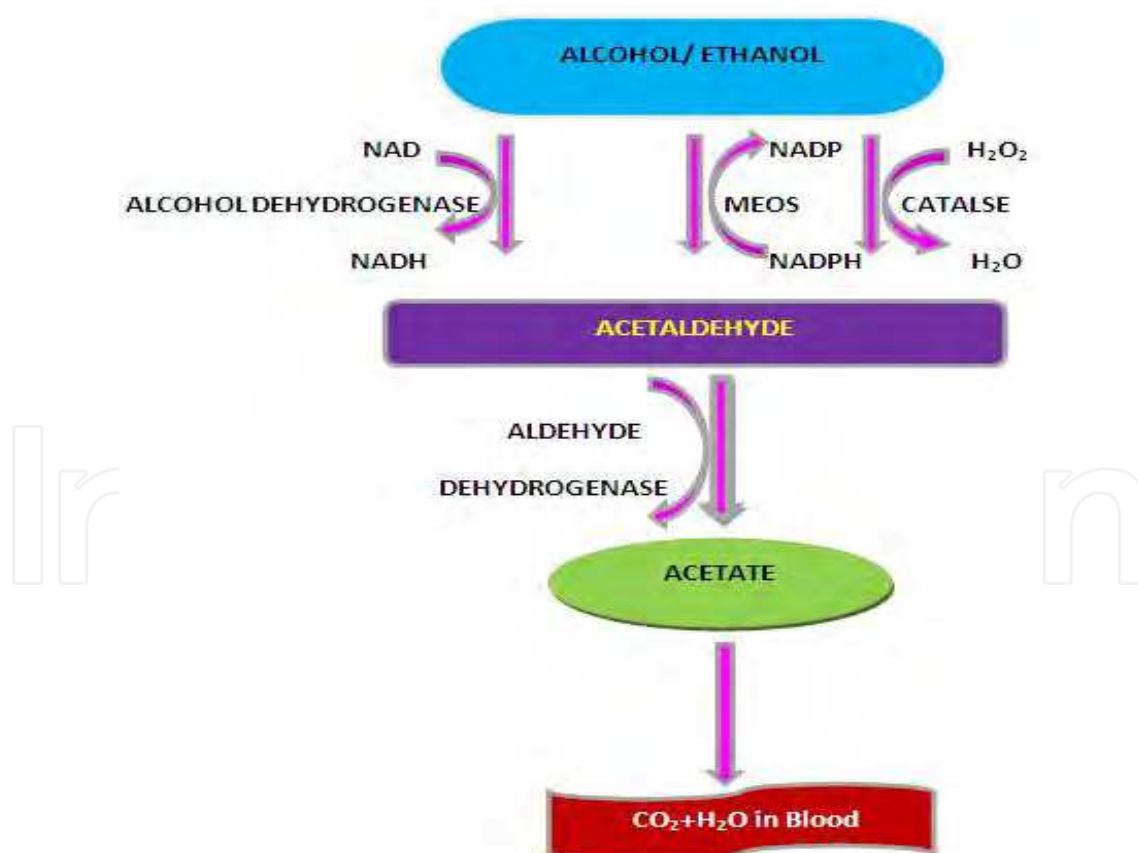 ALCOHOL/ ETHANOL
NAD
NADP
H₂O₂
ALCOHOL DEHYDROGENASE
MEOS
CATALSE
NADH
NADPH
H₂O
ACETALDEHYDE
ALDEHYDE
DEHYDROGENASE
ACETATE
CO₂+H₂O in Blood